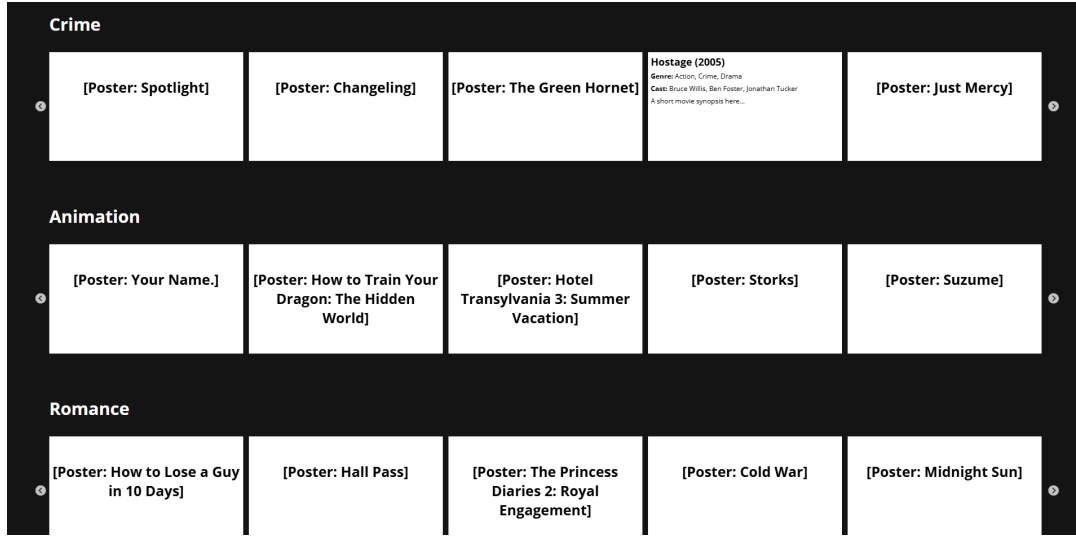 Crime
[Poster: Spotlight]
[Poster: Changeling]
[Poster: The Green Hornet]
Hostage (2005)
Genre: Action, Crime, Drama
Cast: Bruce Willis, Ben Foster, Jonathan Tucker
A short movie synopsis here...
[Poster: Just Mercy]
Animation
[Poster: Your Name.]
[Poster: How to Train Your
Dragon: The Hidden
World]
[Poster: Hotel
Transylvania 3: Summer
Vacation]
[Poster: Storks]
[Poster: Suzume]
Romance
[Poster: How to Lose a Guy
in 10 Days]
[Poster: Hall Pass]
[Poster: The Princess
Diaries 2: Royal
Engagement]
[Poster: Cold War]
[Poster: Midnight Sun]